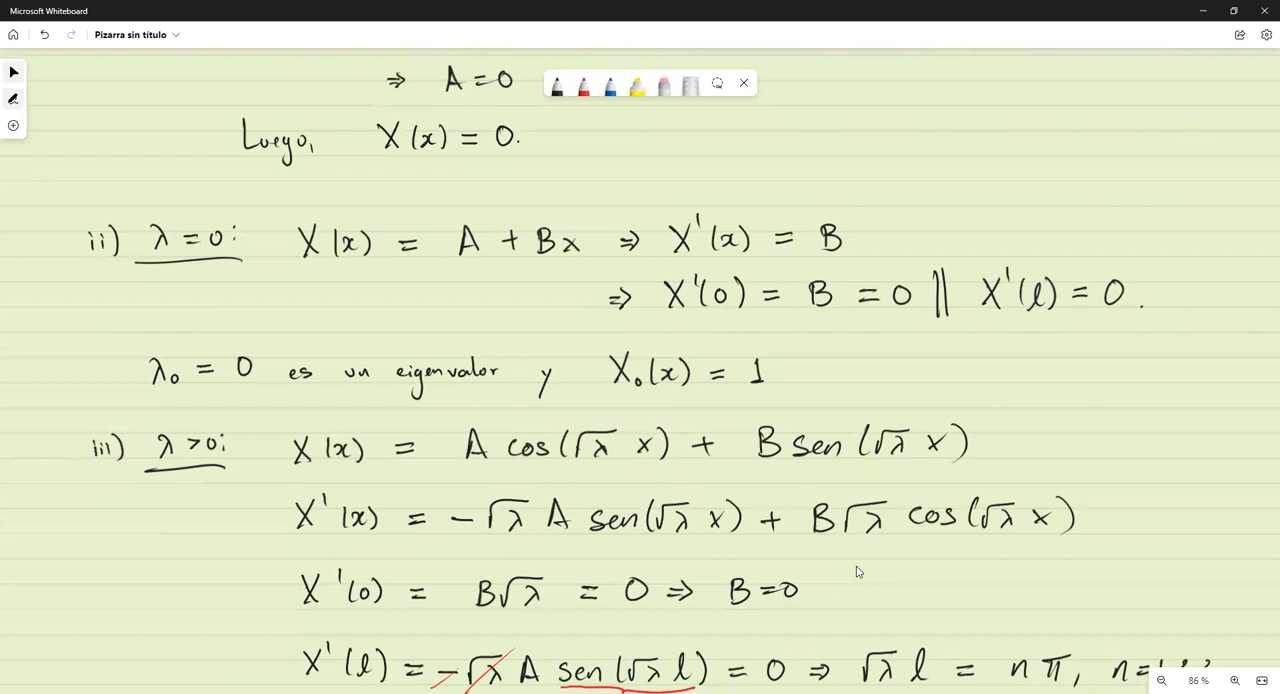 Microsoft Whiteboard
Pizarra sin título
⇒ A = 0
Luego, X(x) = 0.
ii) λ = 0: X(x) = A + Bx ⇒ X'(x) = B
⇒ X'(0) = B = 0 || X'(l) = 0.
λ₀ = 0 es un eigenvalor y X₀(x) = 1
iii) λ > 0: X(x) = A cos(√λ x) + B sen(√λ x)
X'(x) = -√λ A sen(√λ x) + B√λ cos(√λ x)
X'(0) = B√λ = 0 ⇒ B = 0
X'(l) = -√λ A sen(√λ l) = 0 ⇒ √λ l = nπ, n =
86 %